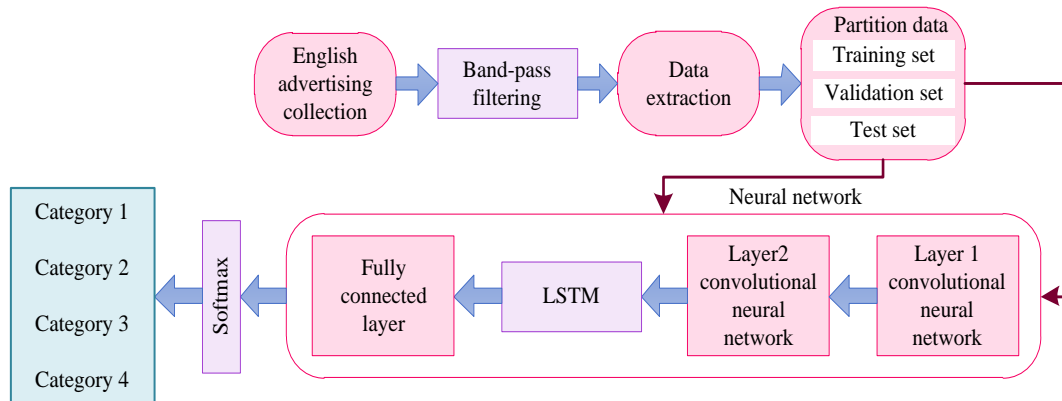 English
advertising
collection
Band-pass
filtering
Data
extraction
Partition data
Training set
Validation set
Test set
Neural network
Layer 1
convolutional
neural
network
Layer2
convolutional
neural
network
LSTM
Fully
connected
layer
Softmax
Category 1
Category 2
Category 3
Category 4